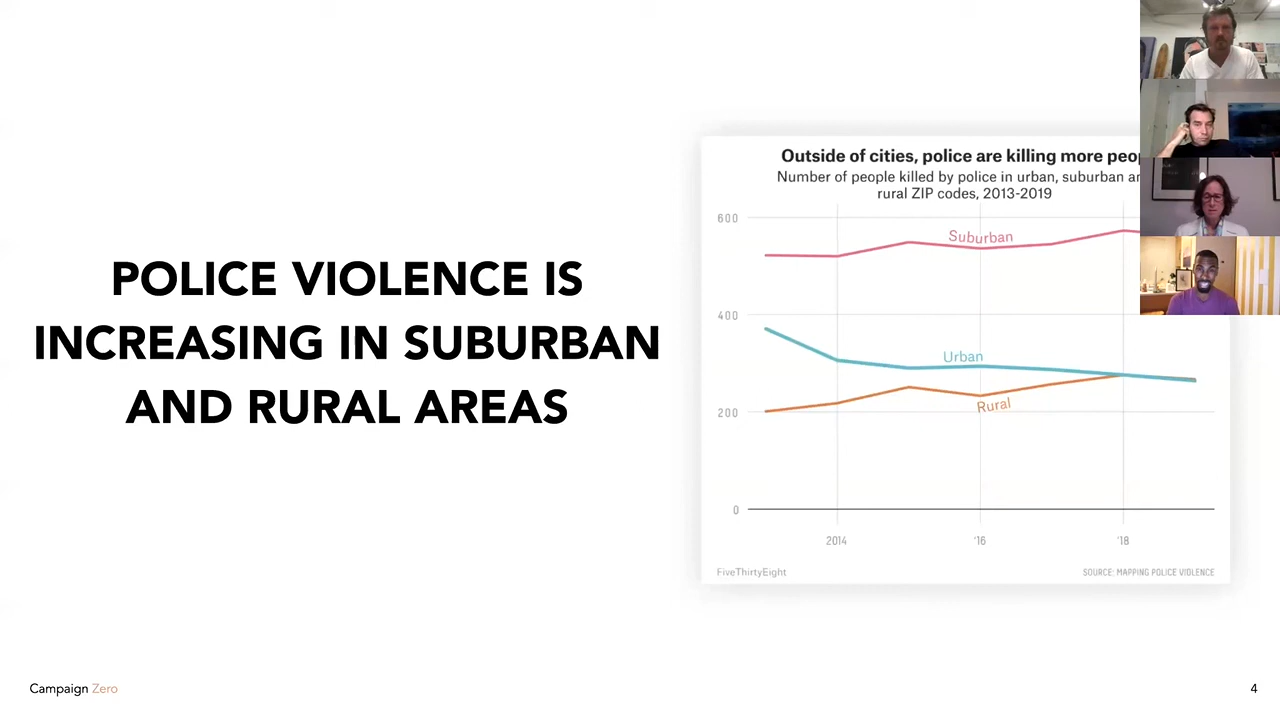 POLICE VIOLENCE IS
INCREASING IN SUBURBAN
AND RURAL AREAS
Outside of cities, police are killing more
Number of people killed by police in urban, suburban
rural ZIP codes, 2013-2019
600
Suburban
400
Urban
200
Rural
0
2014
'16
'18
FiveThirtyEight
SOURCE: MAPPING POLICE VIOLENCE
Campaign Zero
4